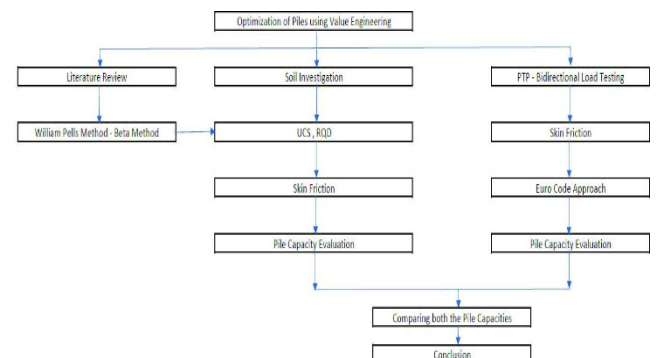 Optimization of Piles using Value Engineering
Literature Review
Soil Investigation
PTP - Bidirectional Load Testing
William Pells Method - Beta Method
UCS , RQD
Skin Friction
Skin Friction
Euro Code Approach
Pile Capacity Evaluation
Pile Capacity Evaluation
Comparing both the Pile Capacities
Conclusion